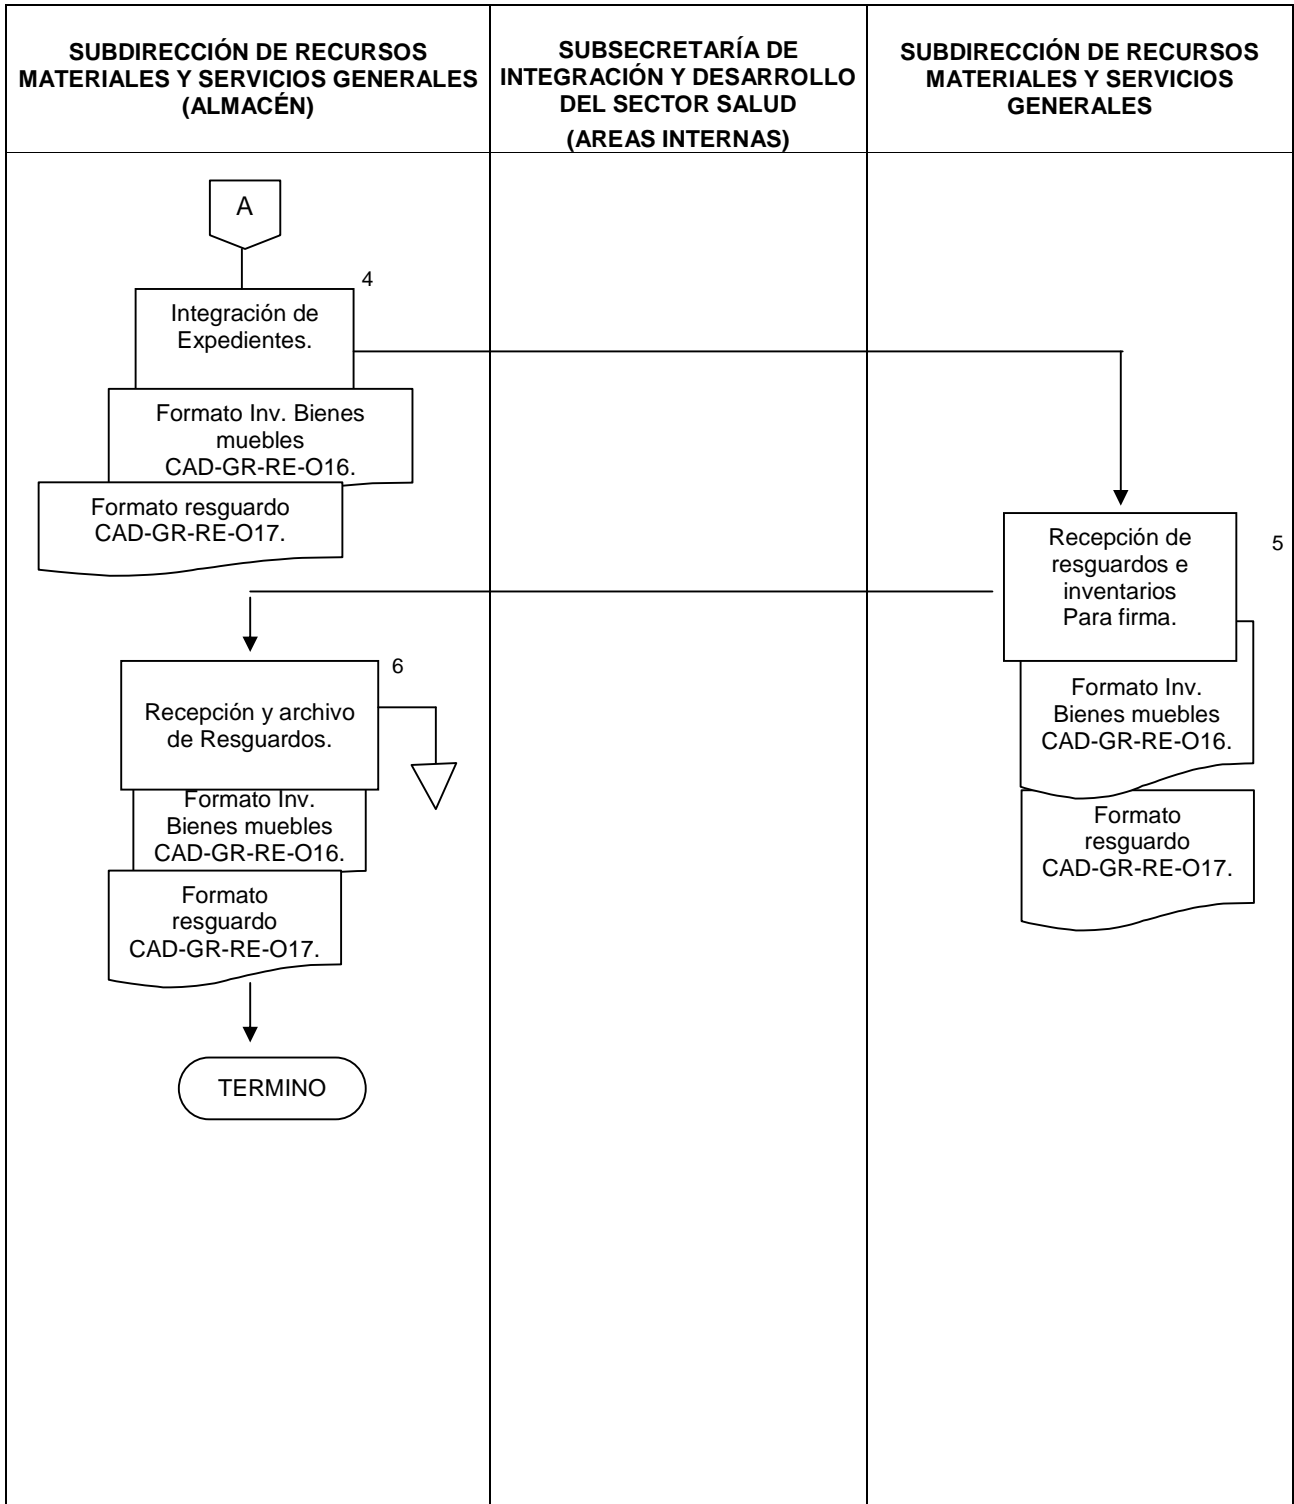 SUBDIRECCIÓN DE RECURSOS
MATERIALES Y SERVICIOS GENERALES
(ALMACÉN)
SUBSECRETARÍA DE
INTEGRACIÓN Y DESARROLLO
DEL SECTOR SALUD
(AREAS INTERNAS)
SUBDIRECCIÓN DE RECURSOS
MATERIALES Y SERVICIOS
GENERALES
A
4
Integración de
Expedientes.
Formato Inv. Bienes
muebles
CAD-GR-RE-O16.
Formato resguardo
CAD-GR-RE-O17.
5
Recepción de
resguardos e
inventarios
Para firma.
Formato Inv.
Bienes muebles
CAD-GR-RE-O16.
Formato
resguardo
CAD-GR-RE-O17.
6
Recepción y archivo
de Resguardos.
Formato Inv.
Bienes muebles
CAD-GR-RE-O16.
Formato
resguardo
CAD-GR-RE-O17.
TERMINO